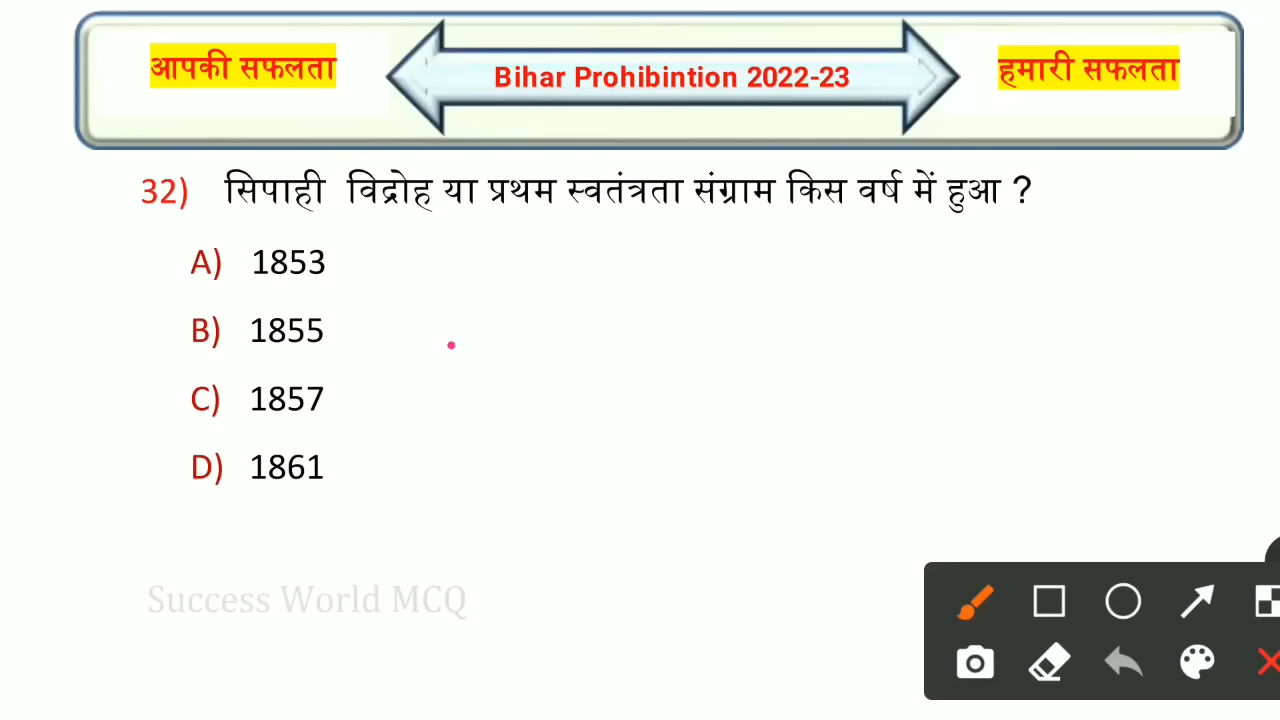 आपकी सफलता
Bihar Prohibintion 2022-23
हमारी सफलता
32) सिपाही विद्रोह या प्रथम स्वतंत्रता संग्राम किस वर्ष में हुआ ?
A) 1853
B) 1855
C) 1857
D) 1861
Success World MCQ